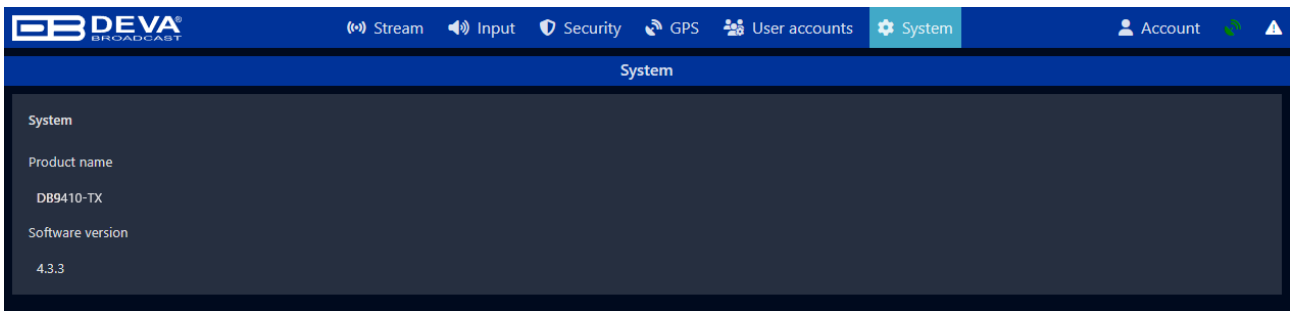 DEVA®
BROADCAST
Stream Input Security GPS User accounts System Account
System
System
Product name
DB9410-TX
Software version
4.3.3